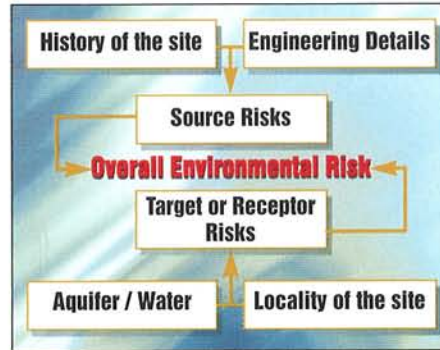 History of the site
Engineering Details
Source Risks
Overall Environmental Risk
Target or Receptor
Risks
Aquifer / Water
Locality of the site